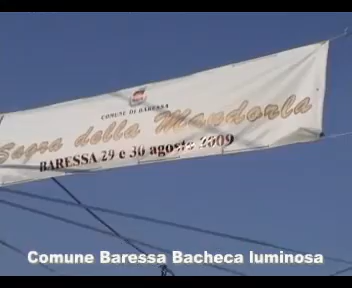 COMUNE DI BARESSA
Sagra della Mandorla
BARESSA 29 e 30 agosto 2009
Comune Baressa Bacheca luminosa